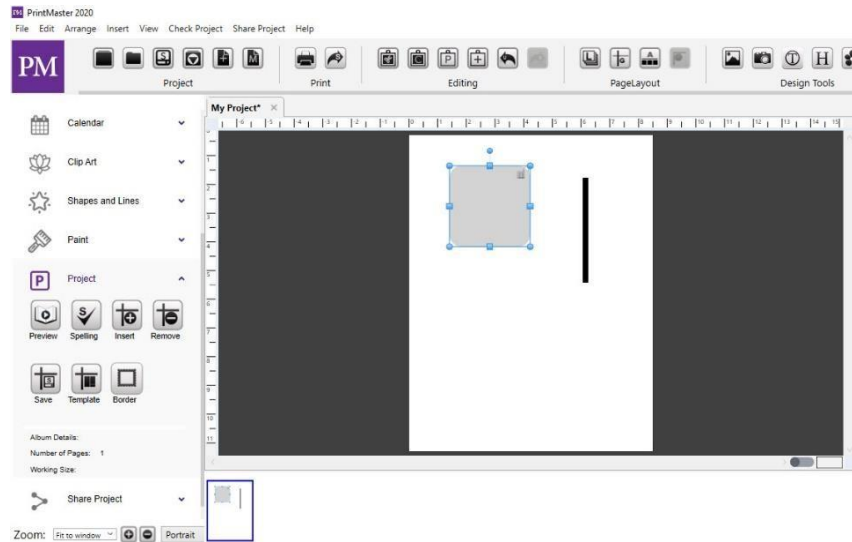 PrintMaster 2020
File Edit Arrange Insert View Check Project Share Project Help
PM
Project Print Editing PageLayout Design Tools
My Project*
Calendar
Clip Art
Shapes and Lines
Paint
Project
Preview Spelling Insert Remove
Save Template Border
Album Details:
Number of Pages: 1
Working Size:
Share Project
Zoom: Fit to window Portrait